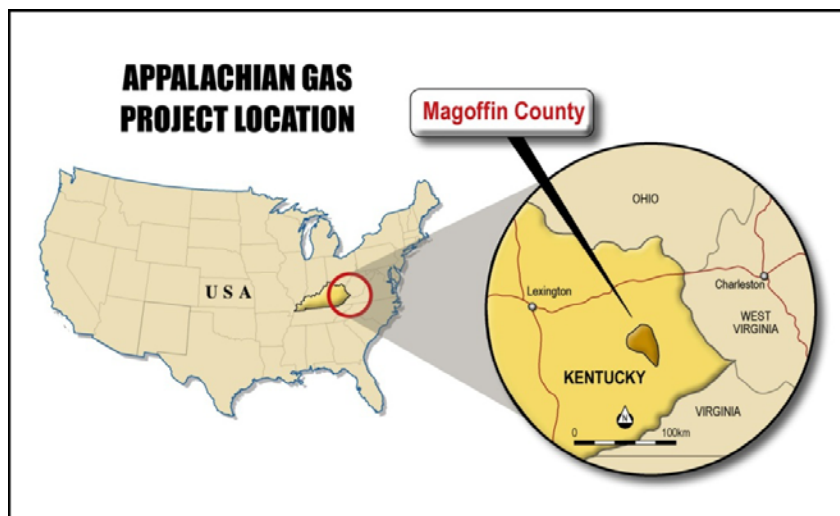 APPALACHIAN GAS
PROJECT LOCATION
Magoffin County
USA
OHIO
Lexington
Charleston
WEST
VIRGINIA
KENTUCKY
VIRGINIA
N
0
100km